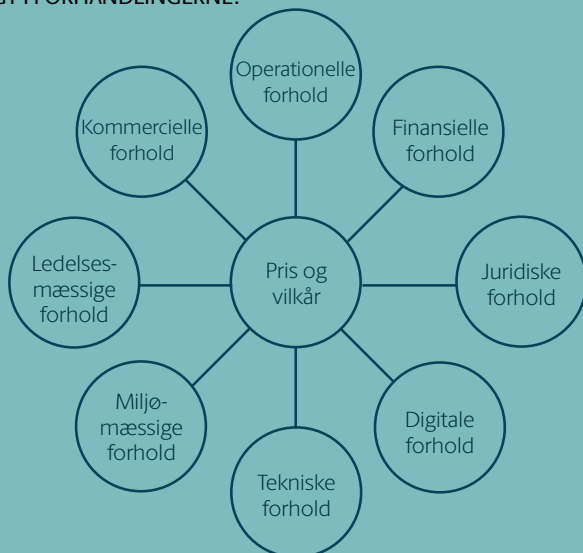 FORHANDLINGERNE.
Operationelle
forhold
Kommercielle
forhold
Finansielle
forhold
Ledelses-
mæssige
forhold
Pris og
vilkår
Juridiske
forhold
Miljø-
mæssige
forhold
Digitale
forhold
Tekniske
forhold